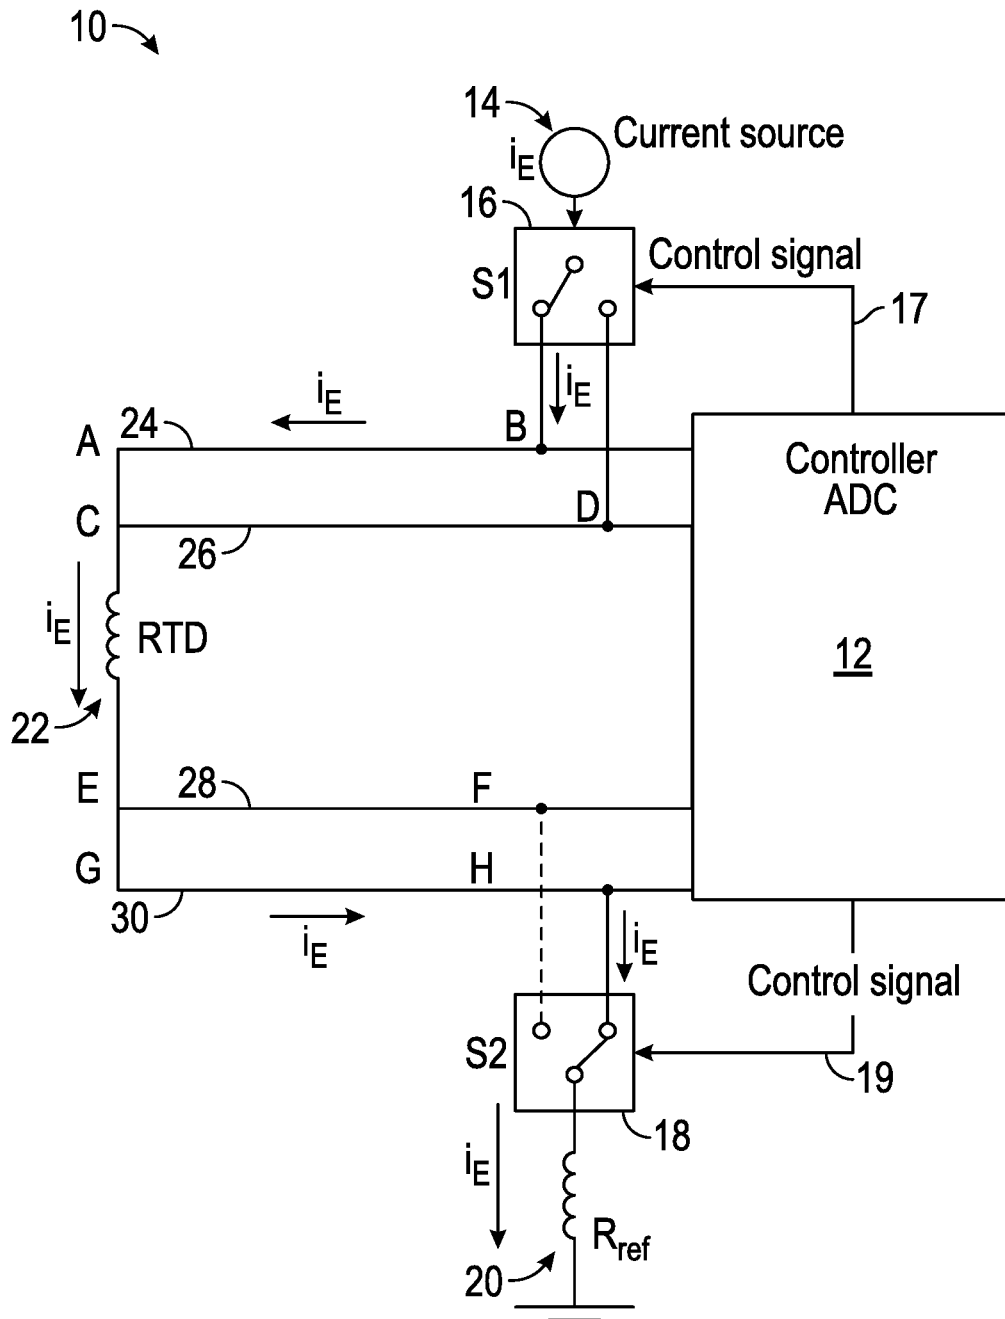 10
14
Current source
iE
16
Control signal
S1
17
iE
iE
A
24
B
Controller
ADC
C
D
26
iE
RTD
12
22
E
28
F
G
H
30
iE
iE
Control signal
S2
19
18
iE
Rref
20